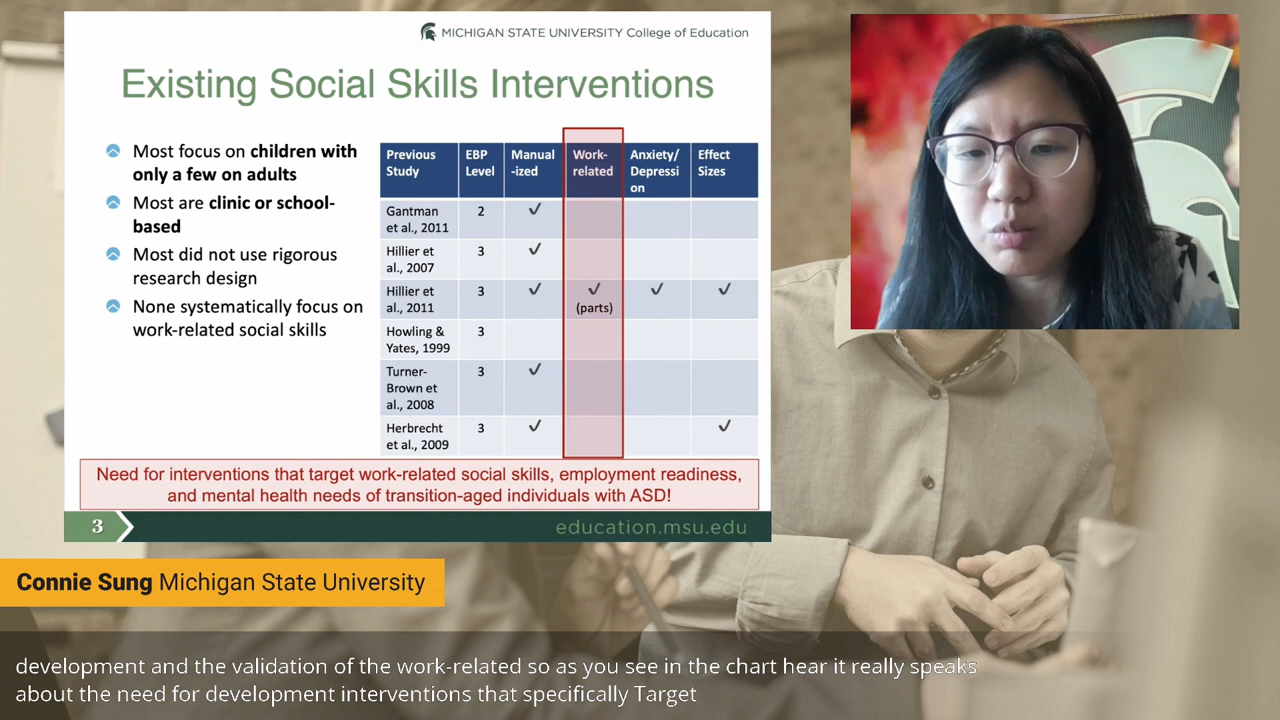 MICHIGAN STATE UNIVERSITY College of Education
Existing Social Skills Interventions
Most focus on children with
only a few on adults
Most are clinic or school-
based
Most did not use rigorous
research design
None systematically focus on
work-related social skills
Previous Study EBP Level Manual-ized Work-related Anxiety/Depression Effect Sizes
Gantman et al., 2011 2 ✓
Hillier et al., 2007 3 ✓
Hillier et al., 2011 3 ✓ ✓ (parts) ✓ ✓
Howling & Yates, 1999 3
Turner-Brown et al., 2008 3 ✓
Herbrecht et al., 2009 3 ✓ ✓
Need for interventions that target work-related social skills, employment readiness,
and mental health needs of transition-aged individuals with ASD!
3
education.msu.edu
Connie Sung Michigan State University
development and the validation of the work-related so as you see in the chart hear it really speaks
about the need for development interventions that specifically Target